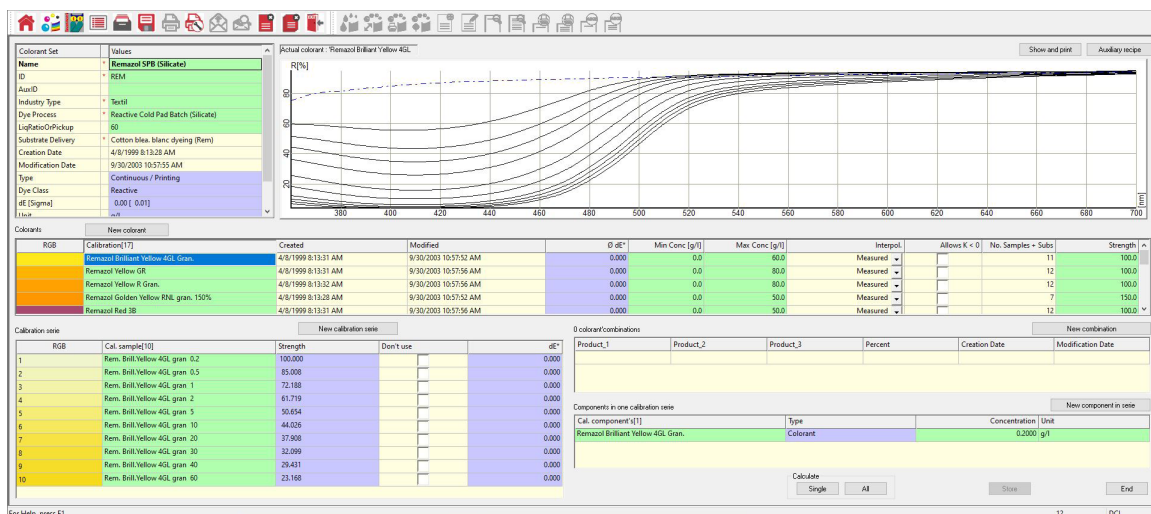 Actual colorant : 'Remazol Brilliant Yellow 4GL
Show and print Auxiliary recipe
Colorant Set Values
Name * Remazol SPB (Silicate)
ID * REM
AuxID
Industry Type * Textil
Dye Process * Reactive Cold Pad Batch (Silicate)
LiqRatioOrPickup 60
Substrate Delivery * Cotton blea. blanc dyeing (Rem)
Creation Date 4/8/1999 8:13:28 AM
Modification Date 9/30/2003 10:57:55 AM
Type Continuous / Printing
Dye Class Reactive
dE [Sigma] 0.00 [ 0.01]
Unit g/l
R[%]
80
60
40
20
380 400 420 440 460 480 500 520 540 560 580 600 620 640 660 680 700
[nm]
E
Colorants New colorant
RGB Calibration[17] Created Modified Ø dE* Min Conc [g/l] Max Conc [g/l] Interpol. Allows K < 0 No. Samples + Subs Strength
Remazol Brilliant Yellow 4GL Gran. 4/8/1999 8:13:31 AM 9/30/2003 10:57:52 AM 0.000 0.0 60.0 Measured 11 100.0
Remazol Yellow GR 4/8/1999 8:13:31 AM 9/30/2003 10:57:56 AM 0.000 0.0 80.0 Measured 12 100.0
Remazol Yellow R Gran. 4/8/1999 8:13:32 AM 9/30/2003 10:57:56 AM 0.000 0.0 80.0 Measured 12 100.0
Remazol Golden Yellow RNL gran. 150% 4/8/1999 8:13:28 AM 9/30/2003 10:57:52 AM 0.000 0.0 50.0 Measured 7 150.0
Remazol Red 3B 4/8/1999 8:13:31 AM 9/30/2003 10:57:56 AM 0.000 0.0 50.0 Measured 12 100.0
Calibration serie New calibration serie
RGB Cal. sample[10] Strength Don't use dE*
1 Rem. Brill.Yellow 4GL gran 0.2 100.000 0.000
2 Rem. Brill.Yellow 4GL gran 0.5 85.008 0.000
3 Rem. Brill.Yellow 4GL gran 1 72.188 0.000
4 Rem. Brill.Yellow 4GL gran 2 61.719 0.000
5 Rem. Brill.Yellow 4GL gran 5 50.654 0.000
6 Rem. Brill.Yellow 4GL gran 10 44.026 0.000
7 Rem. Brill.Yellow 4GL gran 20 37.908 0.000
8 Rem. Brill.Yellow 4GL gran 30 32.099 0.000
9 Rem. Brill.Yellow 4GL gran 40 29.431 0.000
10 Rem. Brill.Yellow 4GL gran 60 23.168 0.000
0 colorant'combinations New combination
Product_1 Product_2 Product_3 Percent Creation Date Modification Date
Components in one calibration serie New component in serie
Cal. component's[1] Type Concentration Unit
Remazol Brilliant Yellow 4GL Gran. Colorant 0.2000 g/l
Calculate
Single All Store End
For Help, press F1 12 DCI